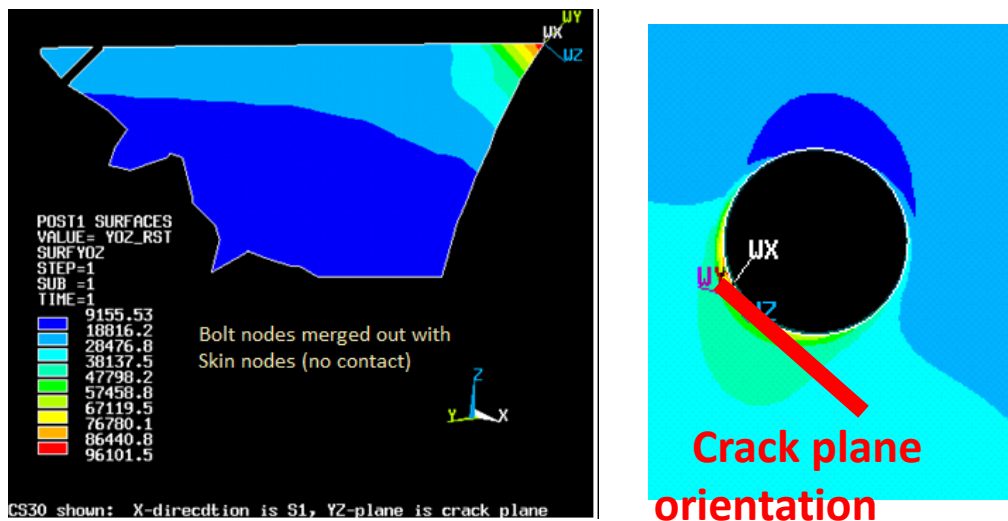 WY
WX
WZ
POST1 SURFACES
VALUE= YOZ_RST
SURFYOZ
STEP=1
SUB =1
TIME=1
9155.53
18816.2
28476.8
38137.5
47798.2
57458.8
67119.5
76780.1
86440.8
96101.5
Bolt nodes merged out with
Skin nodes (no contact)
Z
Y X
CS30 shown: X-direcdtion is S1, YZ-plane is crack plane
WX
WY
WZ
Crack plane
orientation